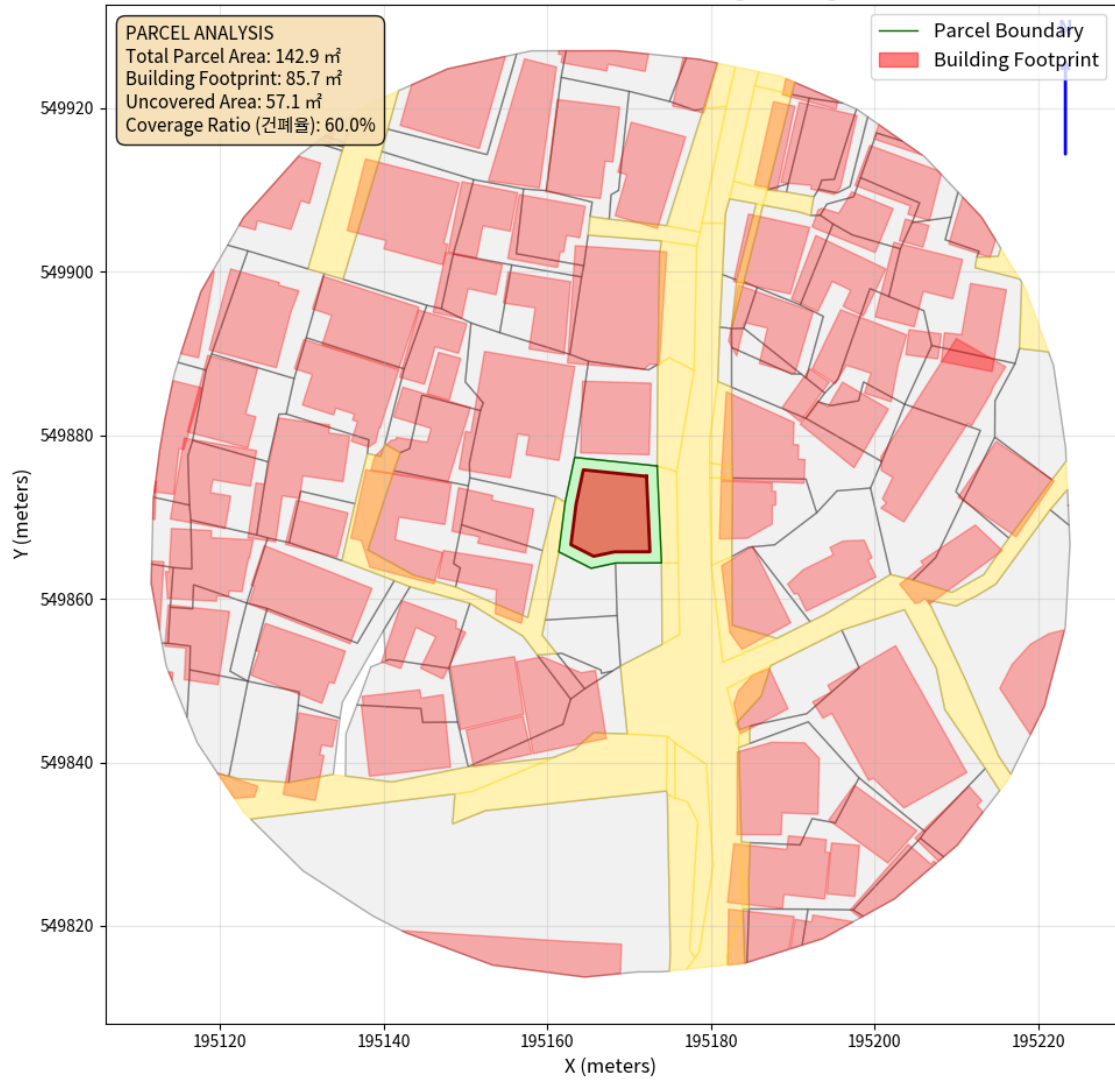 PARCEL ANALYSIS
Total Parcel Area: 142.9 ㎡
Building Footprint: 85.7 ㎡
Uncovered Area: 57.1 ㎡
Coverage Ratio (건폐율): 60.0%
N
Parcel Boundary
Building Footprint
549920
549900
549880
549860
549840
549820
Y (meters)
195120
195140
195160
195180
195200
195220
X (meters)